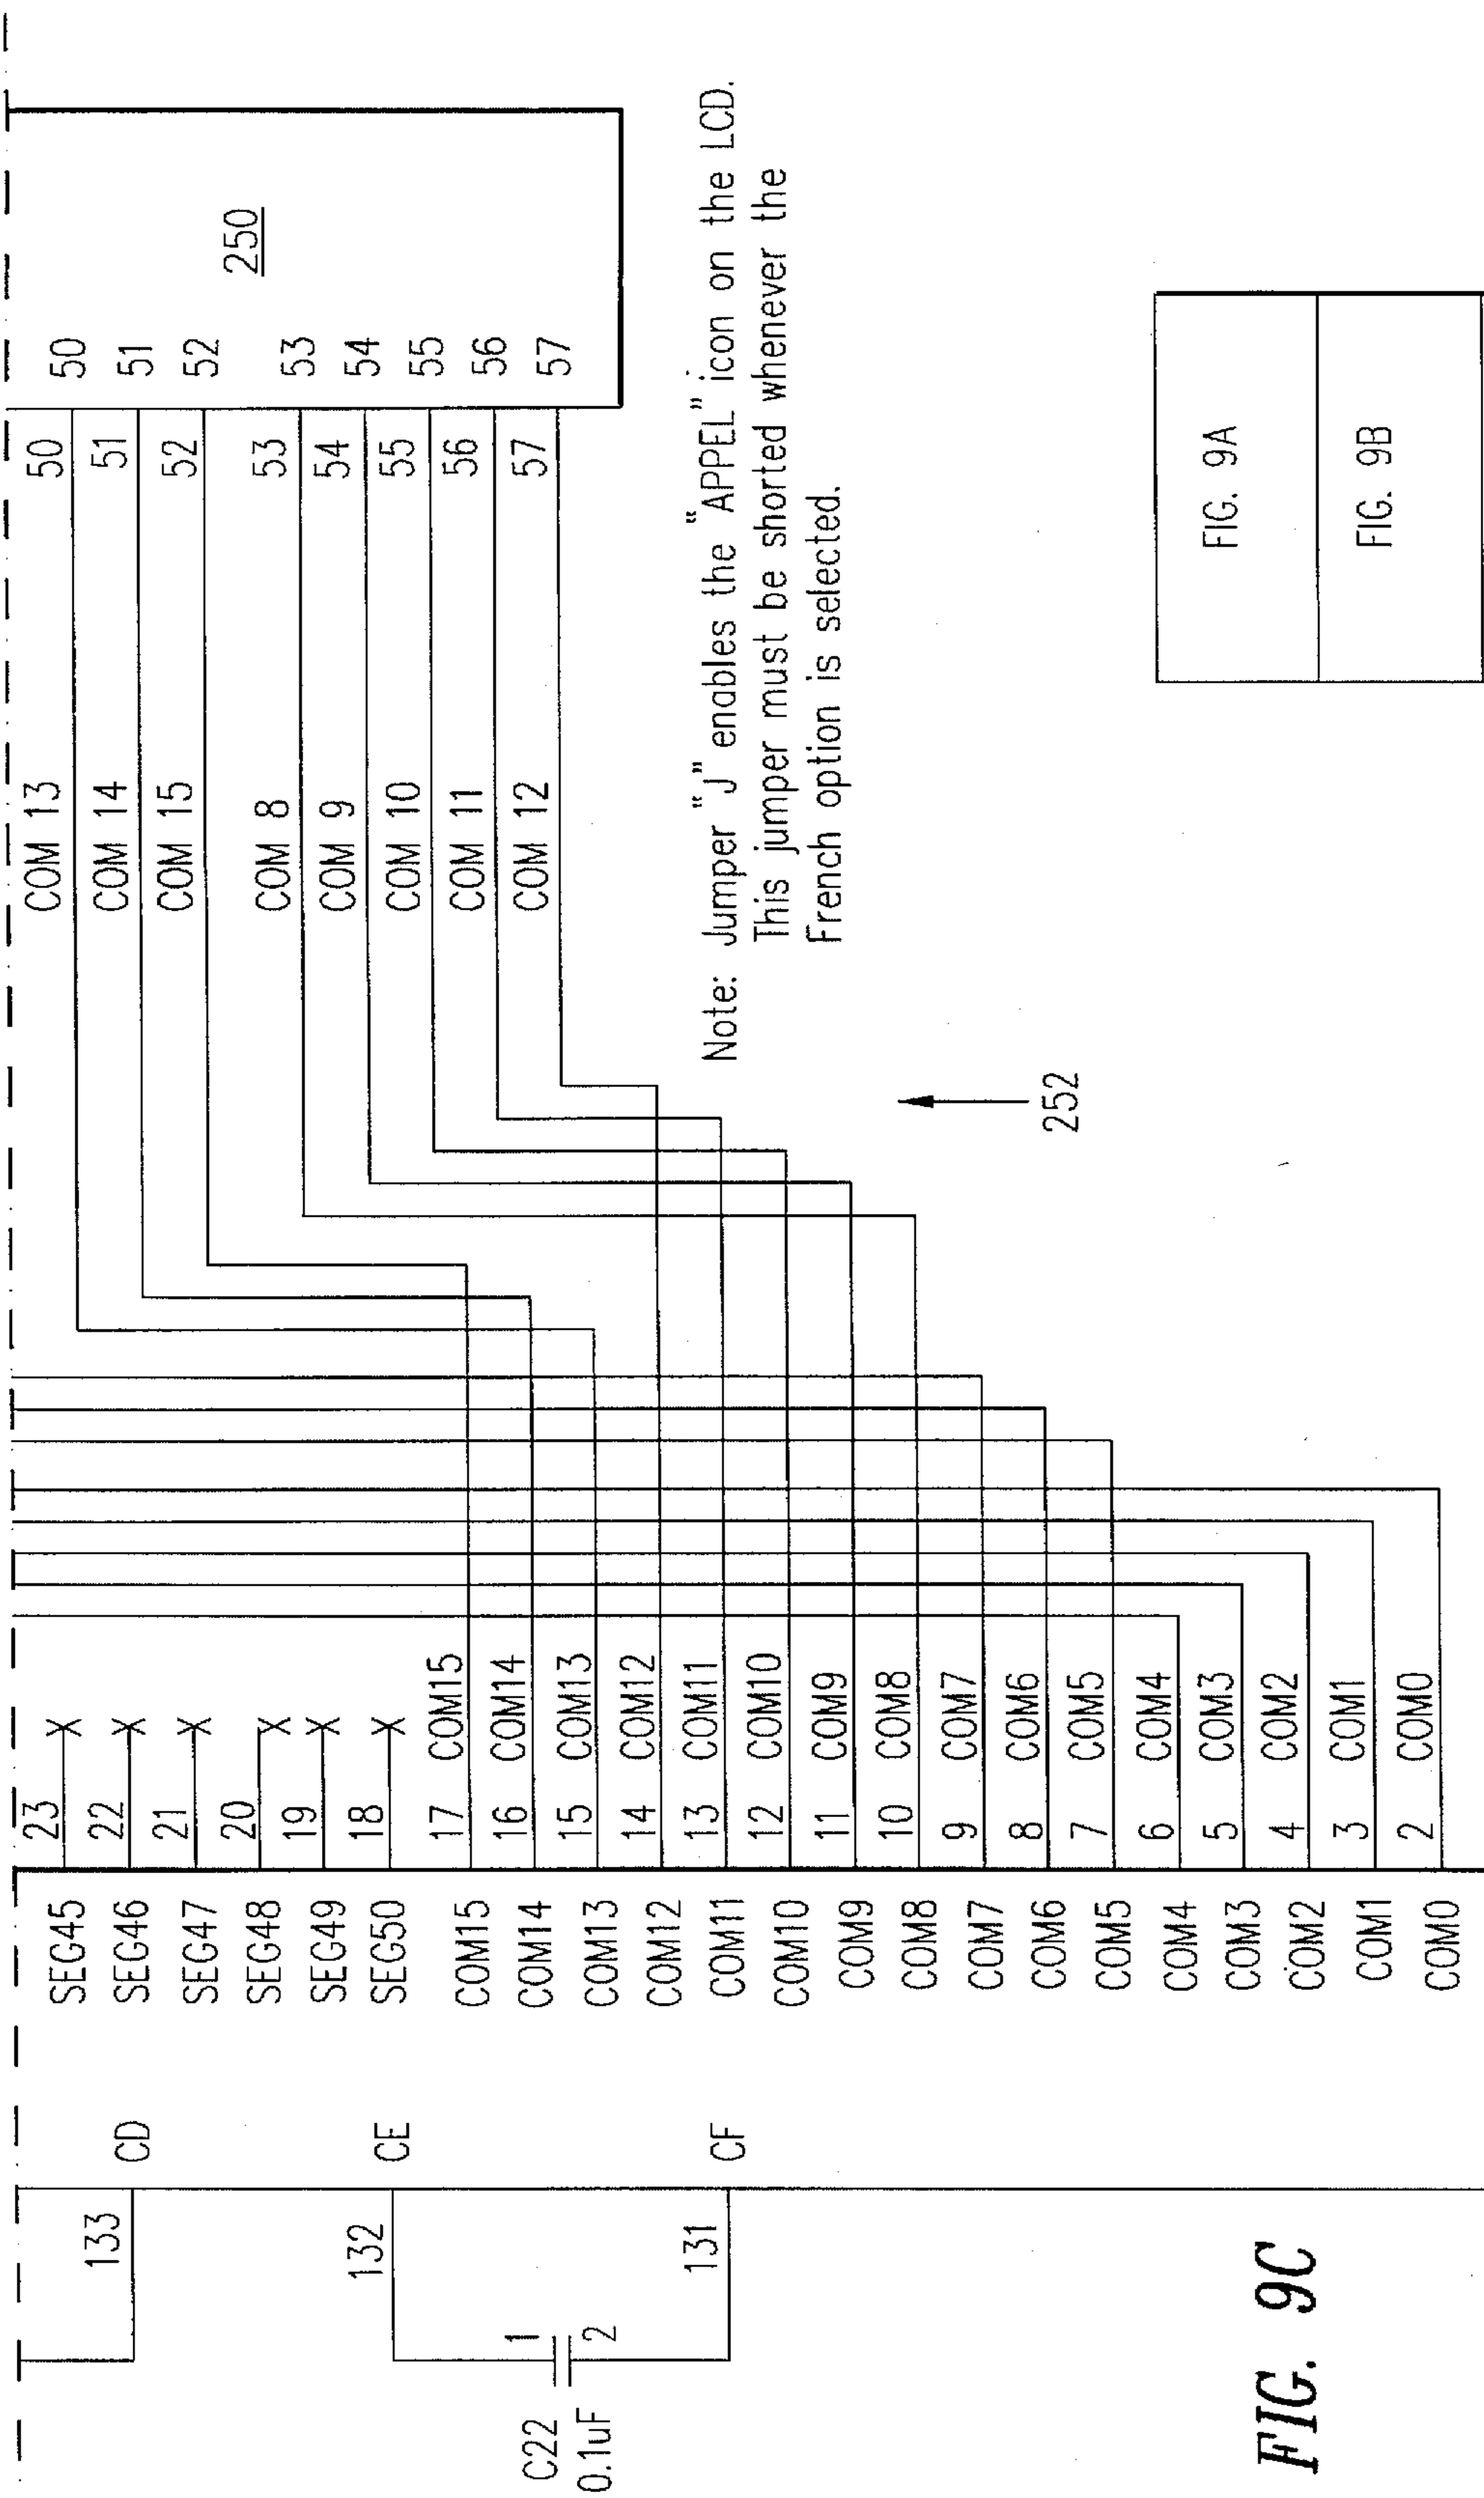 133
CD
132
CE
131
CF
C22
0.1uF
1
2
SEG45 23 X
SEG46 22 X
SEG47 21 X
SEG48 20 X
SEG49 19 X
SEG50 18 X
COM15 17 COM15
COM14 16 COM14
COM13 15 COM13
COM12 14 COM12
COM11 13 COM11
COM10 12 COM10
COM9 11 COM9
COM8 10 COM8
COM7 9 COM7
COM6 8 COM6
COM5 7 COM5
COM4 6 COM4
COM3 5 COM3
COM2 4 COM2
COM1 3 COM1
COM0 2 COM0
COM 13 50 50
COM 14 51 51
COM 15 52 52
COM 8 53 53
COM 9 54 54
COM 10 55 55
COM 11 56 56
COM 12 57 57
250
Note: Jumper "J" enables the "APPEL" icon on the LCD.
This jumper must be shorted whenever the
French option is selected.
252
FIG. 9A
FIG. 9B
FIG. 9C